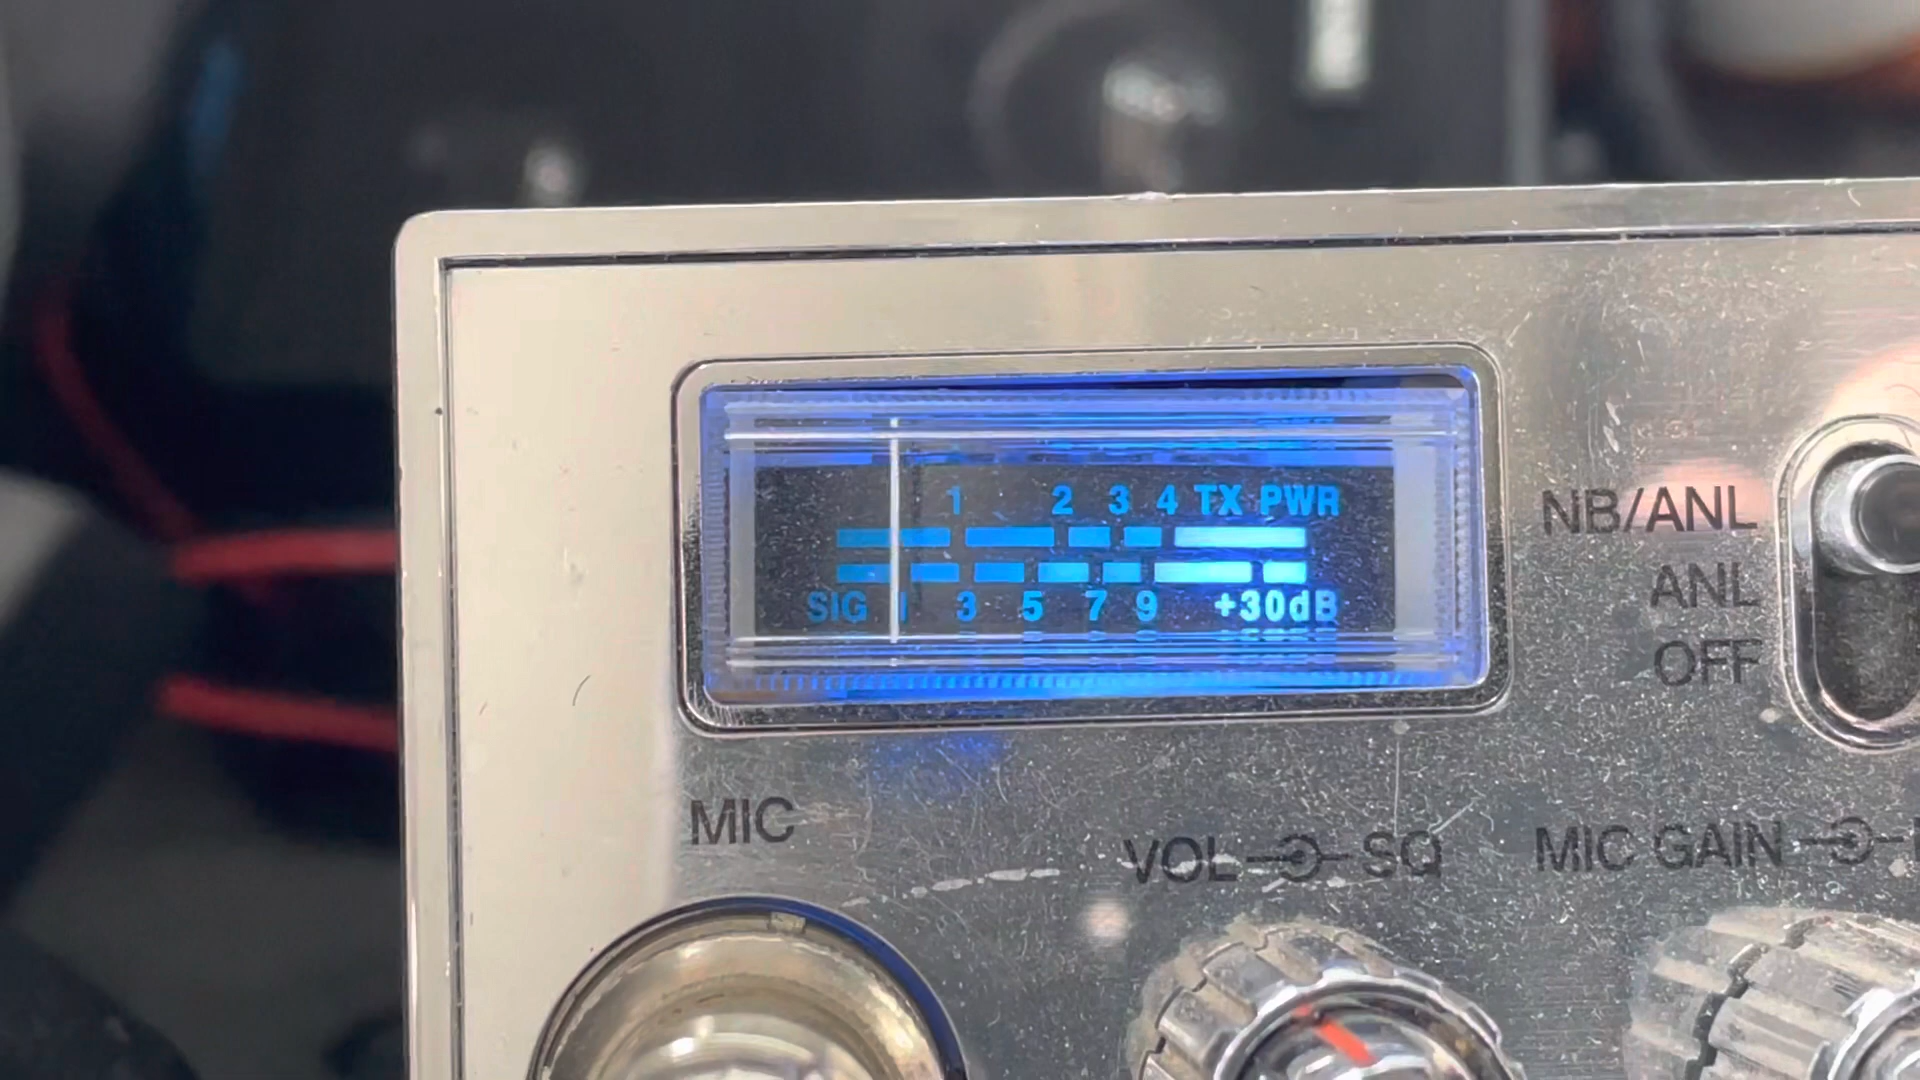 1 2 3 4 TX PWR
SIG 1 3 5 7 9 +30dB
NB/ANL
ANL
OFF
MIC
VOL SQ
MIC GAIN